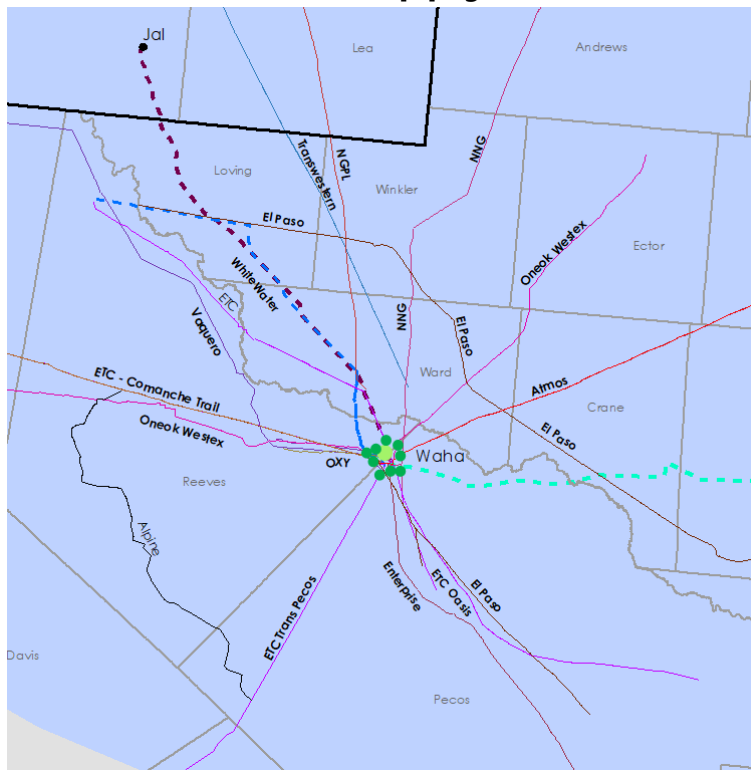 Jal
Lea
Andrews
Transwestern
NGPL
NNG
Loving
Winkler
El Paso
Oneok Westex
Ector
WhiteWater
ETC
Vaquero
NNG
El Paso
Ward
Atmos
ETC - Comanche Trail
Crane
Oneok Westex
El Paso
OXY
Waha
Reeves
Alpine
Enterprise
ETC Oasis
El Paso
ETC Trans Pecos
Davis
Pecos